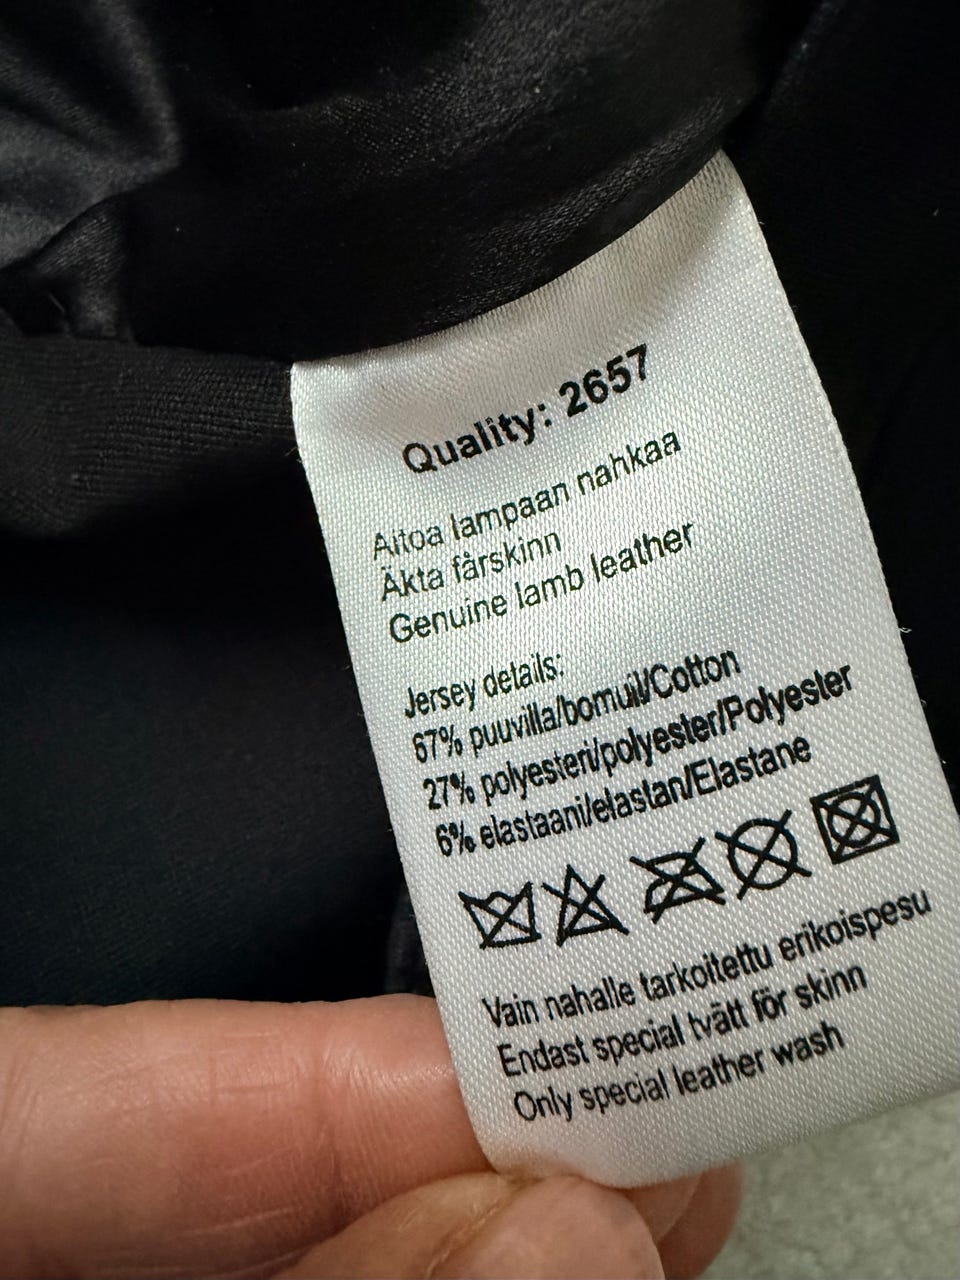 Quality: 2657
Aitoa lampaan nahkaa
Äkta fårskinn
Genuine lamb leather
Jersey details:
67% puuvilla/bomull/Cotton
27% polyesteri/polyester/Polyester
6% elastaani/elastan/Elastane
Vain nahalle tarkoitettu erikoispesu
Endast special tvätt för skinn
Only special leather wash